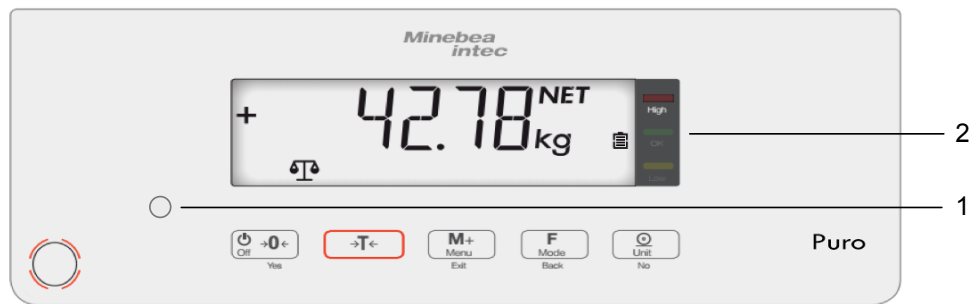 Minebea
intec
+ 42.78 NET
kg
High
OK
LOW
2
1
Off →0← 
Yes
→T←
M+
Menu
Exit
F
Mode
Back
Unit
No
Puro